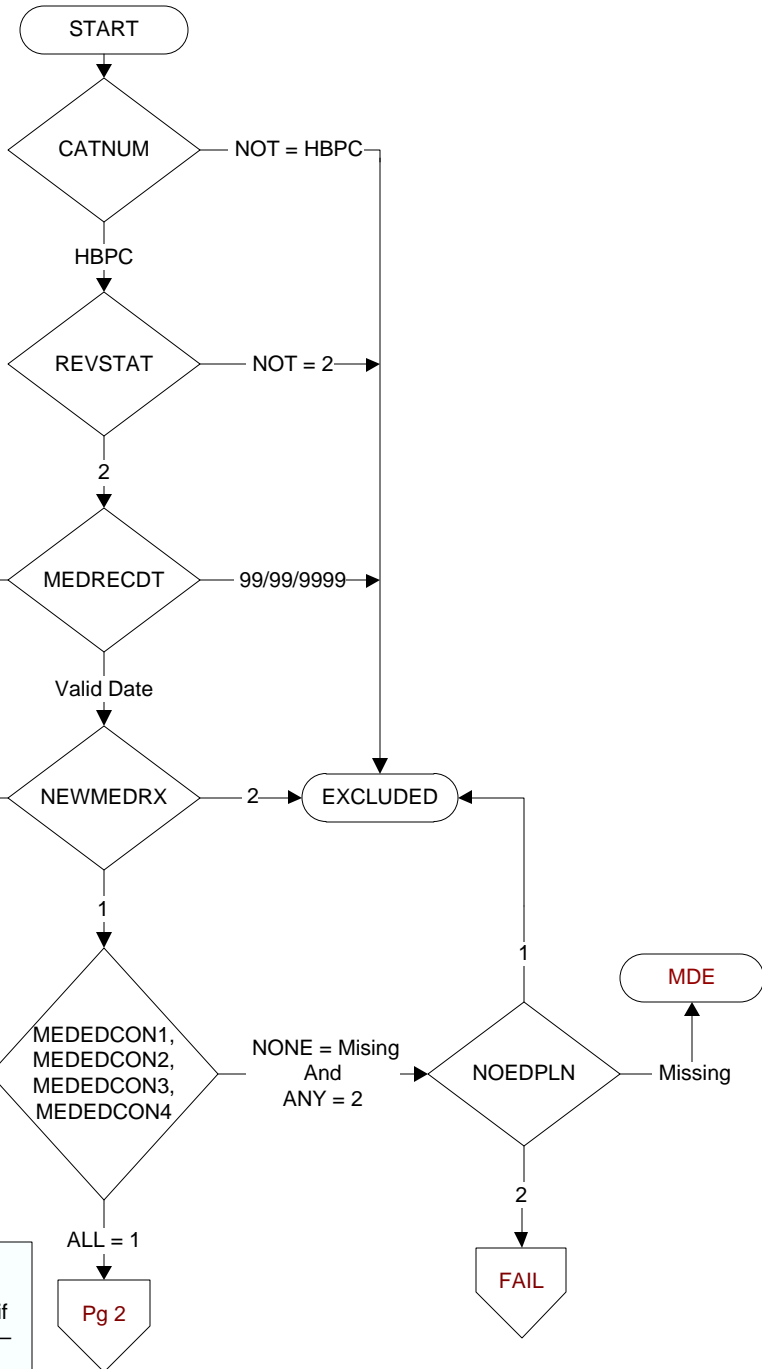 START
CATNUM
NOT = HBPC
HBPC
REVSTAT
NOT = 2
2
MEDRECDT
99/99/9999
Valid Date
NEWMEDRX
2
EXCLUDED
1
1
MDE
MEDEDCON1,
MEDEDCON2,
MEDEDCON3,
MEDEDCON4
NONE = Mising
And
ANY = 2
NOEDPLN
Missing
2
ALL = 1
FAIL
Pg 2
if
–